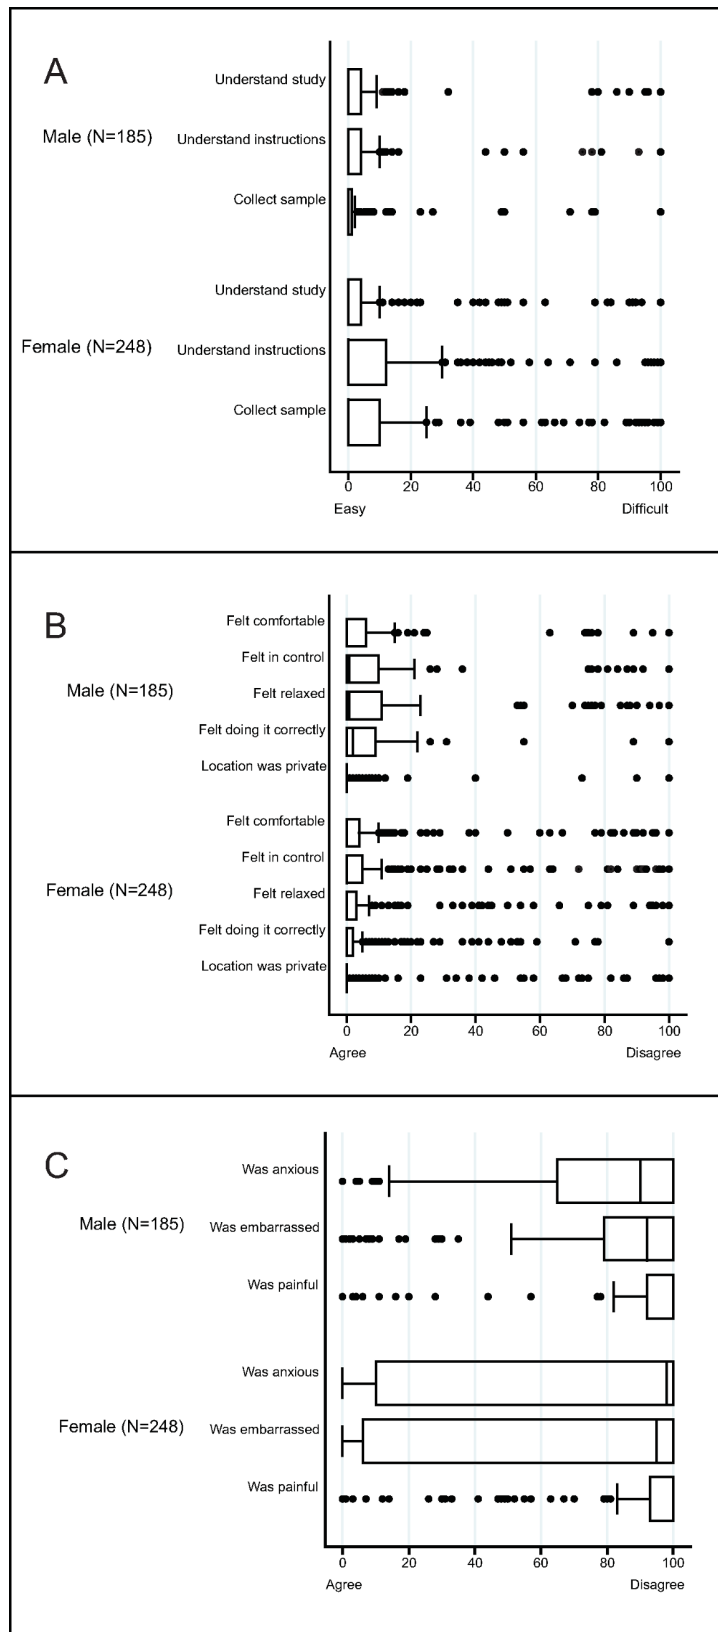 A
Understand study
Male (N=185)
Understand instructions
Collect sample
Understand study
Female (N=248)
Understand instructions
Collect sample
0 20 40 60 80 100
Easy Difficult
B
Felt comfortable
Felt in control
Male (N=185)
Felt relaxed
Felt doing it correctly
Location was private
Felt comfortable
Felt in control
Female (N=248)
Felt relaxed
Felt doing it correctly
Location was private
0 20 40 60 80 100
Agree Disagree
C
Was anxious
Male (N=185)
Was embarrassed
Was painful
Was anxious
Female (N=248)
Was embarrassed
Was painful
0 20 40 60 80 100
Agree Disagree